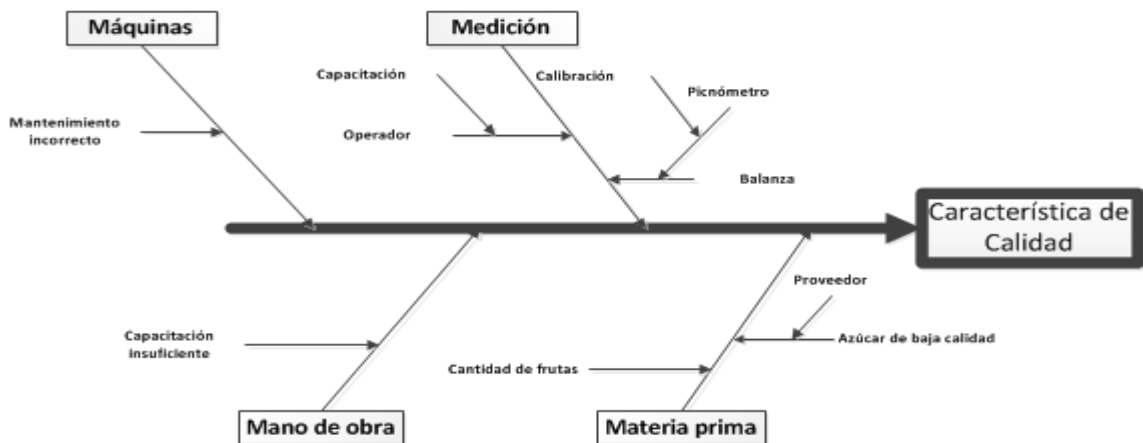 Máquinas
Medición
Capacitación
Calibración
Picnómetro
Mantenimiento
incorrecto
Operador
Balanza
Característica de
Calidad
Proveedor
Capacitación
insuficiente
Azúcar de baja calidad
Cantidad de frutas
Mano de obra
Materia prima